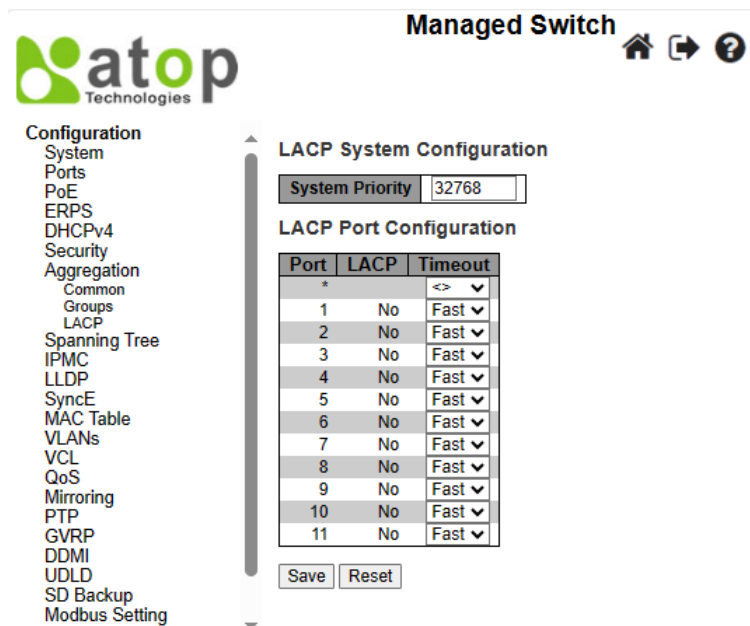 Managed Switch
atop
Technologies
Configuration
System
Ports
PoE
ERPS
DHCPv4
Security
Aggregation
Common
Groups
LACP
Spanning Tree
IPMC
LLDP
SyncE
MAC Table
VLANs
VCL
QoS
Mirroring
PTP
GVRP
DDMI
UDLD
SD Backup
Modbus Setting
LACP System Configuration
System Priority 32768
LACP Port Configuration
Port LACP Timeout
* <>
1 No Fast
2 No Fast
3 No Fast
4 No Fast
5 No Fast
6 No Fast
7 No Fast
8 No Fast
9 No Fast
10 No Fast
11 No Fast
Save Reset